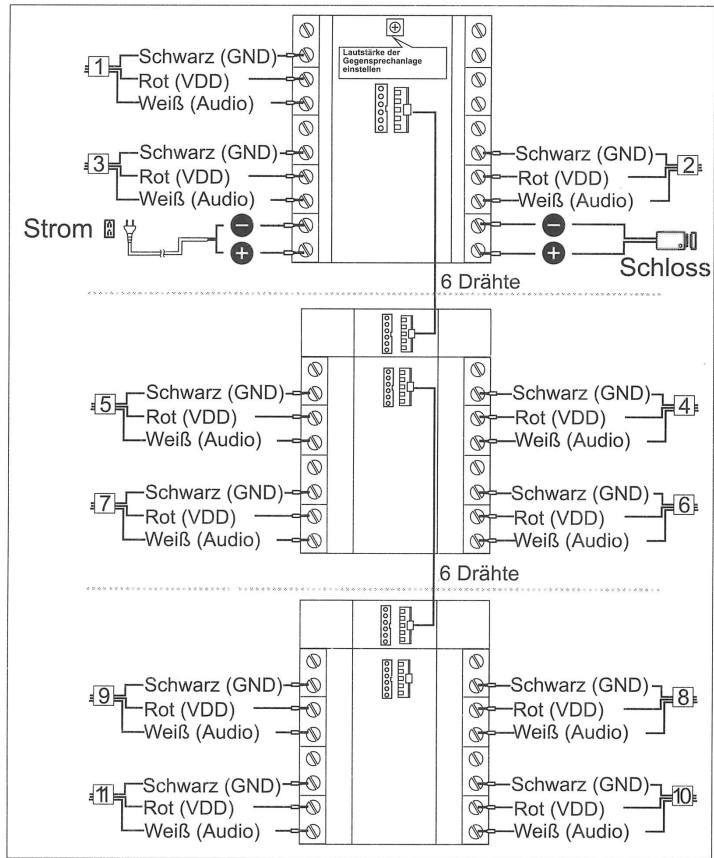 Lautstärke der
Gegensprechanlage
einstellen
1
Schwarz (GND)
Rot (VDD)
Weiß (Audio)
3
Schwarz (GND)
Rot (VDD)
Weiß (Audio)
Schwarz (GND)
Rot (VDD)
Weiß (Audio)
2
Strom
Schloss
6 Drähte
5
Schwarz (GND)
Rot (VDD)
Weiß (Audio)
Schwarz (GND)
Rot (VDD)
Weiß (Audio)
4
7
Schwarz (GND)
Rot (VDD)
Weiß (Audio)
Schwarz (GND)
Rot (VDD)
Weiß (Audio)
6
6 Drähte
9
Schwarz (GND)
Rot (VDD)
Weiß (Audio)
Schwarz (GND)
Rot (VDD)
Weiß (Audio)
8
11
Schwarz (GND)
Rot (VDD)
Weiß (Audio)
Schwarz (GND)
Rot (VDD)
Weiß (Audio)
10